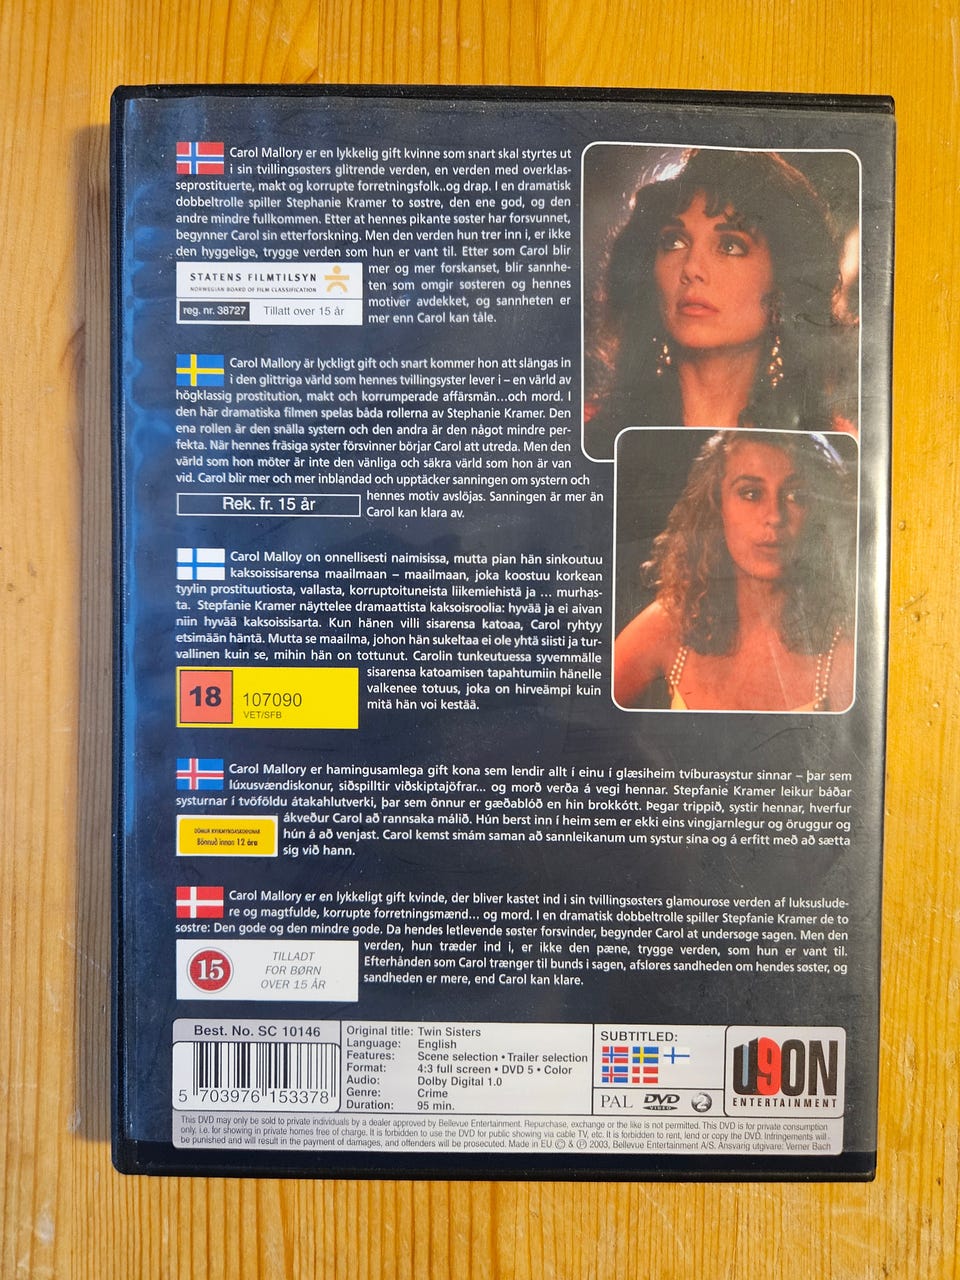 Carol Mallory er en lykkelig gift kvinne som snart skal styrtes ut
i sin tvillingsøsters glitrende verden, en verden med overklas-
seprostituerte, makt og korrupte forretningsfolk..og drap. I en dramatisk
dobbeltrolle spiller Stephanie Kramer to søstre, den ene god, og den
andre mindre fullkommen. Etter at hennes pikante søster har forsvunnet,
begynner Carol sin etterforskning. Men den verden hun trer inn i, er ikke
den hyggelige, trygge verden som hun er vant til. Etter som Carol blir
mer og mer forskanset, blir sannhe-
ten som omgir søsteren og hennes
motiver avdekket, og sannheten er
mer enn Carol kan tåle.
STATENS FILMTILSYN
NORWEGIAN BOARD OF FILM CLASSIFICATION
reg. nr. 38727 Tillatt over 15 år
Carol Mallory är lyckligt gift och snart kommer hon att slängas in
i den glittriga värld som hennes tvillingsyster lever i – en värld av
högklassig prostitution, makt och korrumperade affärsmän...och mord. I
den här dramatiska filmen spelas båda rollerna av Stephanie Kramer. Den
ena rollen är den snälla systern och den andra är den något mindre per-
fekta. När hennes fräsiga syster försvinner börjar Carol att utreda. Men den
värld som hon möter är inte den vänliga och säkra värld som hon är van
vid. Carol blir mer och mer inblandad och upptäcker sanningen om systern och
hennes motiv avslöjas. Sanningen är mer än
Carol kan klara av.
Rek. fr. 15 år
Carol Malloy on onnellisesti naimisissa, mutta pian hän sinkoutuu
kaksoissisarensa maailmaan – maailmaan, joka koostuu korkean
tyylin prostituutiosta, vallasta, korruptoituneista liikemiehistä ja ... murhas-
ta. Stepfanie Kramer näyttelee dramaattista kaksoisroolia: hyvää ja ei aivan
niin hyvää kaksoissisarta. Kun hänen villi sisarensa katoaa, Carol ryhtyy
etsimään häntä. Mutta se maailma, johon hän sukeltaa ei ole yhtä siisti ja tur-
vallinen kuin se, mihin hän on tottunut. Carolin tunkeutuessa syvemmälle
sisarensa katoamisen tapahtumiin hänelle
valkenee totuus, joka on hirveämpi kuin
mitä hän voi kestää.
18 107090
VET/SFB
Carol Mallory er hamingusamlega gift kona sem lendir allt í einu í glæsiheim tvíburasystur sinnar – þar sem
lúxusvændiskonur, siðspilltir viðskiptajöfrar... og morð verða á vegi hennar. Stepfanie Kramer leikur báðar
systurnar í tvöföldu átakahlutverki, þar sem önnur er gæðablóð en hin brokkótt. Þegar trippið, systir hennar, hverfur
ákveður Carol að rannsaka málið. Hún berst inn í heim sem er ekki eins vingjarnlegur og öruggur og
hún á að venjast. Carol kemst smám saman að sannleikanum um systur sína og á erfitt með að sætta
sig við hann.
Bönnuð innan 12 ára
Carol Mallory er en lykkeligt gift kvinde, der bliver kastet ind i sin tvillingsøsters glamourøse verden af luksuslude-
re og magtfulde, korrupte forretningsmænd... og mord. I en dramatisk dobbeltrolle spiller Stepfanie Kramer de to
søstre: Den gode og den mindre gode. Da hendes letlevende søster forsvinder, begynder Carol at undersøge sagen. Men den
verden, hun træder ind i, er ikke den pæne, trygge verden, som hun er vant til.
Efterhånden som Carol trænger til bunds i sagen, afsløres sandheden om hendes søster, og
sandheden er mere, end Carol kan klare.
15 TILLADT
FOR BØRN
OVER 15 ÅR
Best. No. SC 10146
5 703976 153378
Original title: Twin Sisters
Language: English
Features: Scene selection • Trailer selection
Format: 4:3 full screen • DVD 5 • Color
Audio: Dolby Digital 1.0
Genre: Crime
Duration: 95 min.
SUBTITLED:
PAL DVD VIDEO 2
U9ON
ENTERTAINMENT
This DVD may only be sold to private individuals by a dealer approved by Bellevue Entertainment. Repurchase, exchange or the like is not permitted. This DVD is for private consumption
only, i.e. for showing in private homes free of charge. It is forbidden to use the DVD for public showing via cable TV, etc. It is forbidden to rent, lend or copy the DVD. Infringements will
be punished and will result in the payment of damages, and offenders will be prosecuted. Made in EU © & ℗ 2003, Bellevue Entertainment A/S. Ansvarig utgivare: Verner Bach